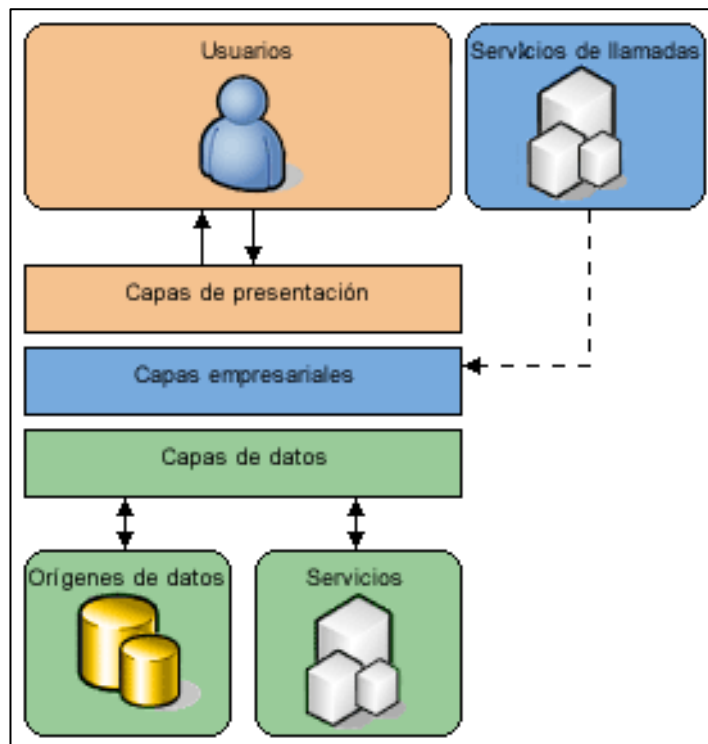 Usuarios
Servicios de llamadas
Capas de presentación
Capas empresariales
Capas de datos
Orígenes de datos
Servicios